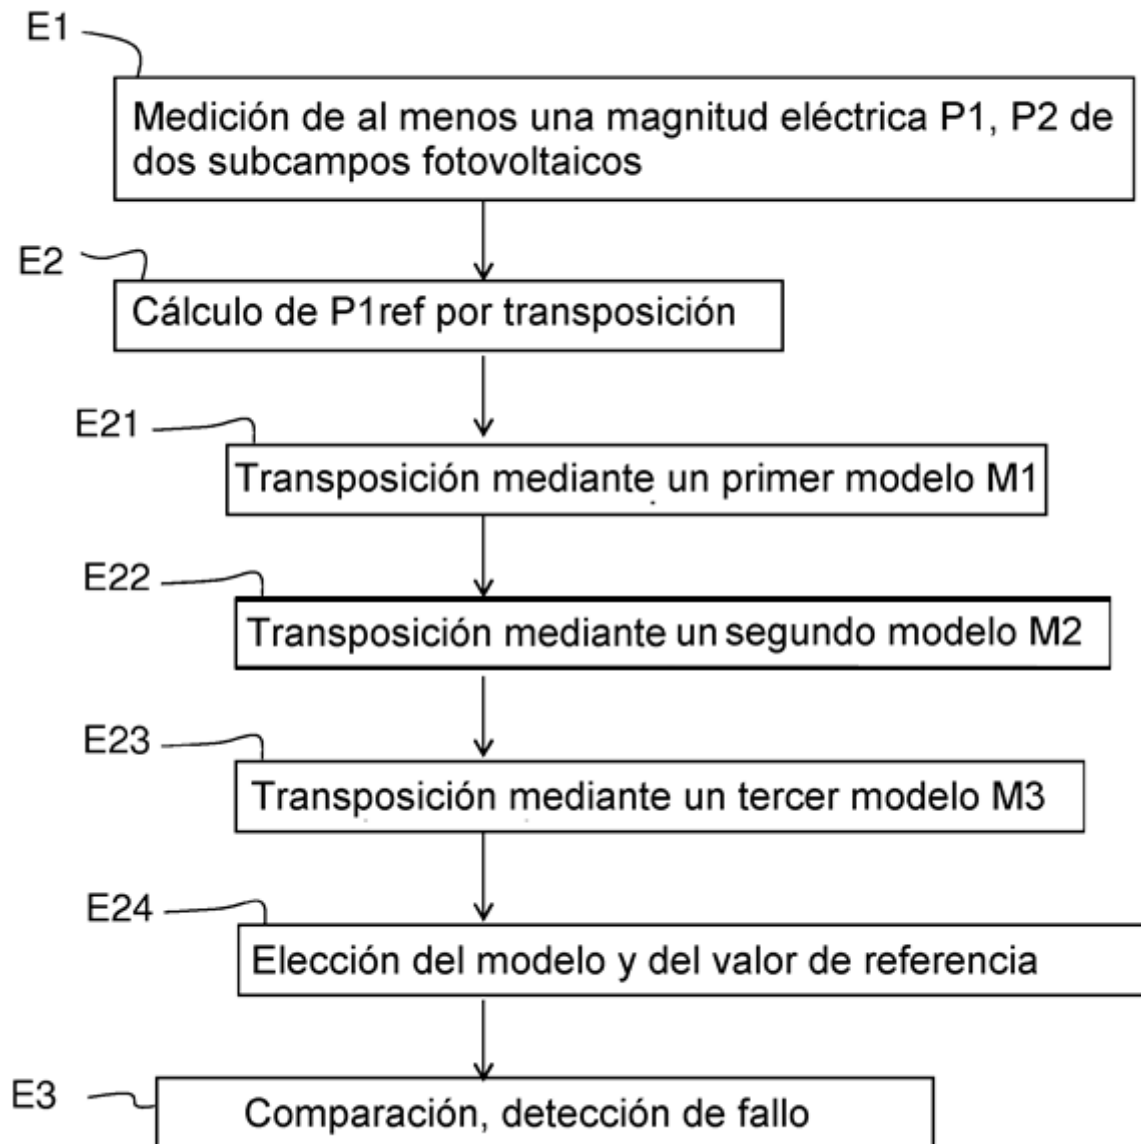 E1
Medición de al menos una magnitud eléctrica P1, P2 de
dos subcampos fotovoltaicos
E2
Cálculo de P1ref por transposición
E21
Transposición mediante un primer modelo M1
E22
Transposición mediante un segundo modelo M2
E23
Transposición mediante un tercer modelo M3
E24
Elección del modelo y del valor de referencia
E3
Comparación, detección de fallo